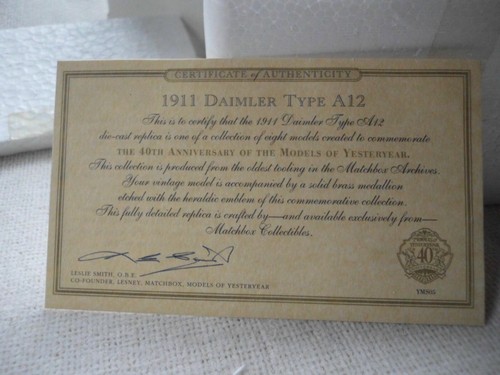 CERTIFICATE of AUTHENTICITY
1911 DAIMLER TYPE A12
This is to certify that the 1911 Daimler Type A12
die-cast replica is one of a collection of eight models created to commemorate
THE 40TH ANNIVERSARY OF THE MODELS OF YESTERYEAR.
This collection is produced from the oldest tooling in the Matchbox Archives.
Your vintage model is accompanied by a solid brass medallion
etched with the heraldic emblem of this commemorative collection.
This fully detailed replica is crafted by—and available exclusively from—
Matchbox Collectibles.
LESLIE SMITH, O.B.E.
CO-FOUNDER, LESNEY, MATCHBOX, MODELS OF YESTERYEAR
40